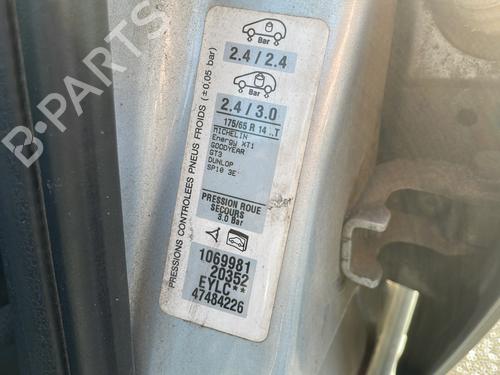 Bar
2.4 / 2.4
Bar
2.4 / 3.0
175/65 R 14 ..T
MICHELIN
Energy XT1
GOODYEAR
GT3
DUNLOP
SP10 3E
PRESSION ROUE
SECOURS
3.0 Bar
1069981
20352
EYLC**
47484226
PRESSIONS CONTROLEES PNEUS FROIDS (±0,05 bar)
B-PARTS